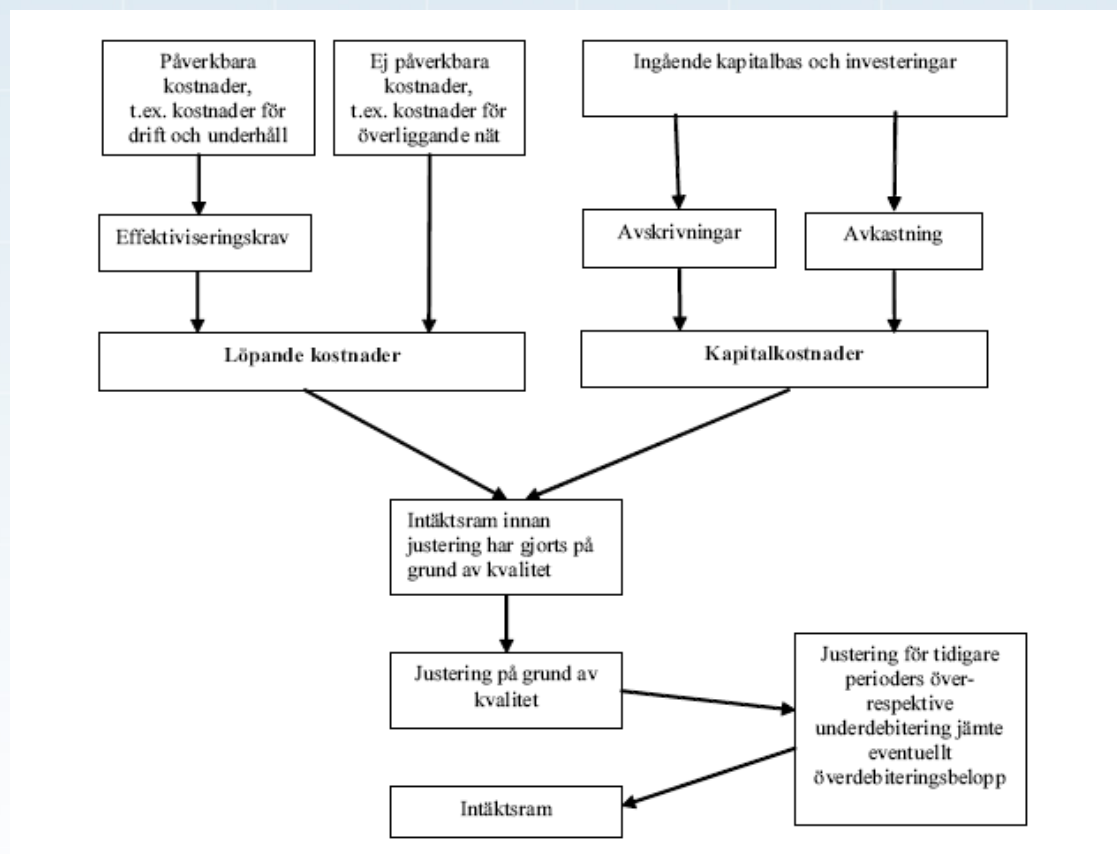 Påverkbara
kostnader,
t.ex. kostnader för
drift och underhåll
Ej påverkbara
kostnader,
t.ex. kostnader för
överliggande nät
Ingående kapitalbas och investeringar
Effektiviseringskrav
Avskrivningar
Avkastning
Löpande kostnader
Kapitalkostnader
Intäktsram innan
justering har gjorts på
grund av kvalitet
Justering på grund av
kvalitet
Justering för tidigare
perioders över-
respektive
underdebitering jämte
eventuellt
överdebiteringsbelopp
Intäktsram